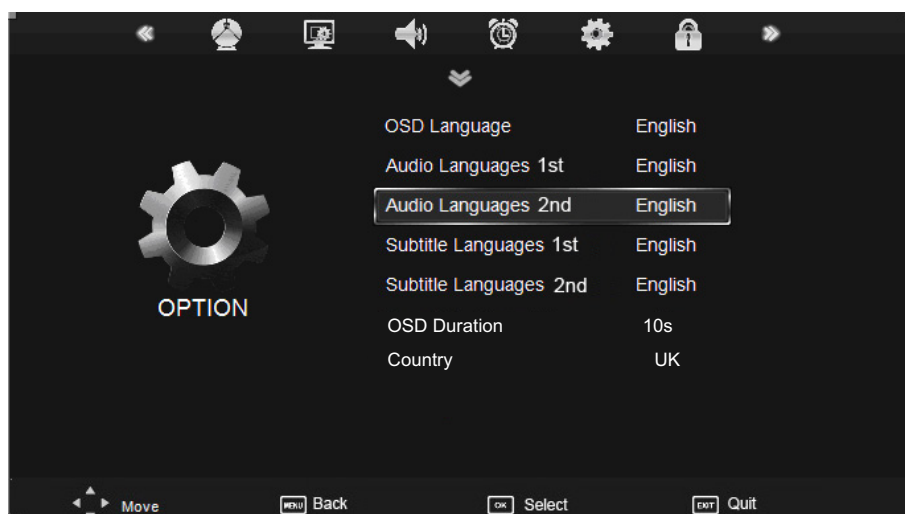 OSD Language English
Audio Languages 1st English
Audio Languages 2nd English
Subtitle Languages 1st English
Subtitle Languages 2nd English
OPTION
OSD Duration 10s
Country UK
Move MENU Back OK Select EXIT Quit